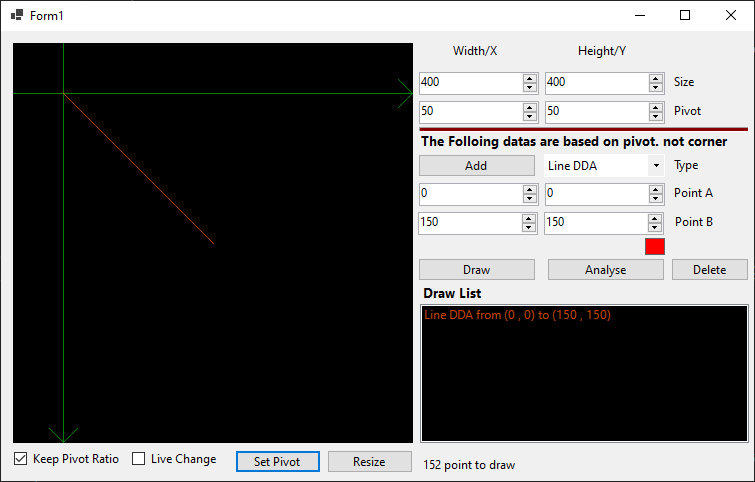 Form1
Width/X Height/Y
400 400 Size
50 50 Pivot
The Folloing datas are based on pivot. not corner
Add Line DDA Type
0 0 Point A
150 150 Point B
Draw Analyse Delete
Draw List
Line DDA from (0 , 0) to (150 , 150)
Keep Pivot Ratio Live Change Set Pivot Resize 152 point to draw